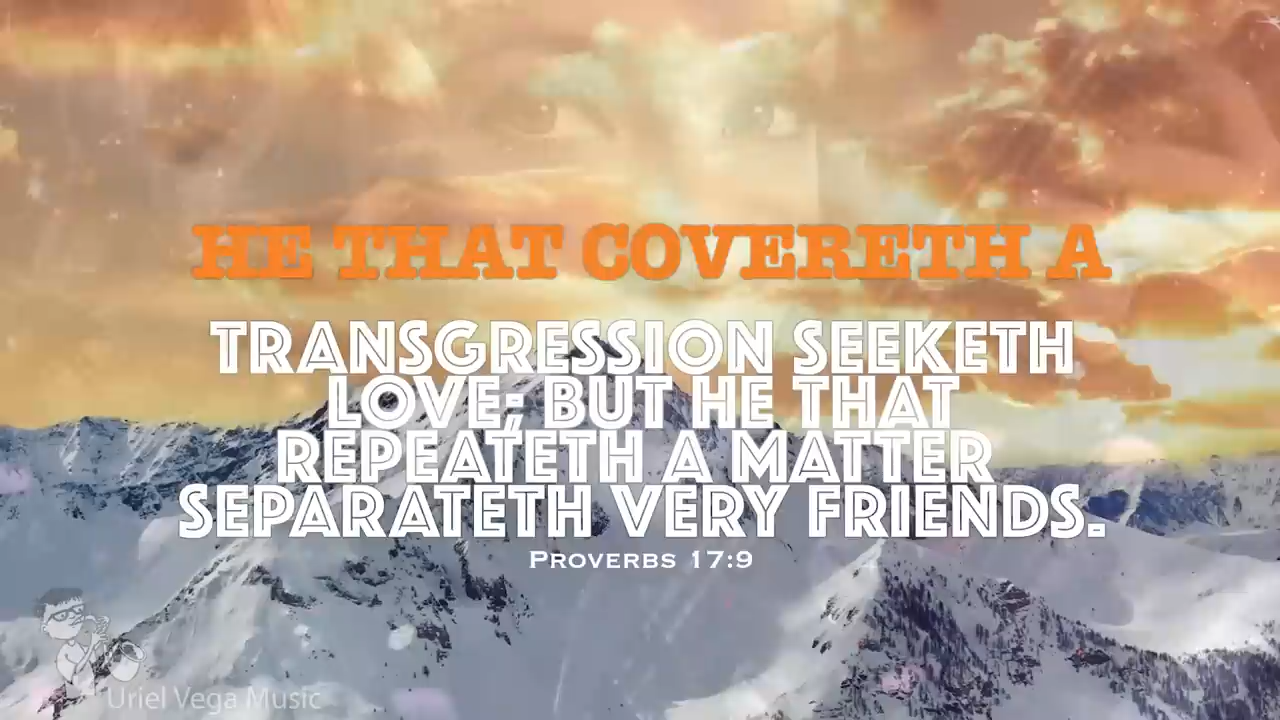 HE THAT COVERETH A
TRANSGRESSION SEEKETH
LOVE; BUT HE THAT
REPEATETH A MATTER
SEPARATETH VERY FRIENDS.
PROVERBS 17:9
Uriel Vega Music